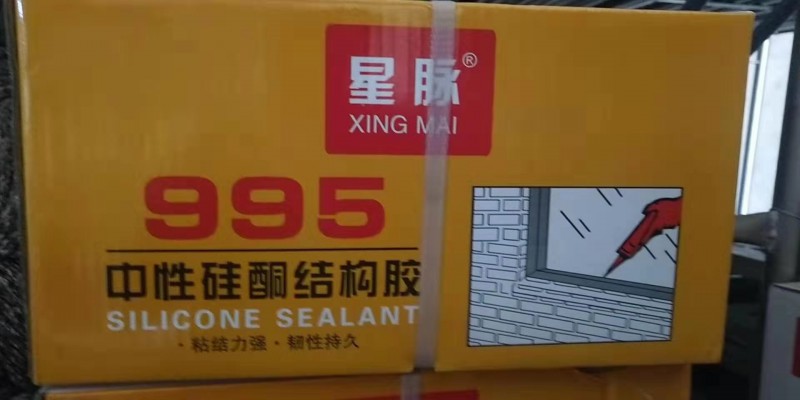 星脉®
XING MAI
995
中性硅酮结构胶
SILICONE SEALANT
·粘结力强·韧性持久